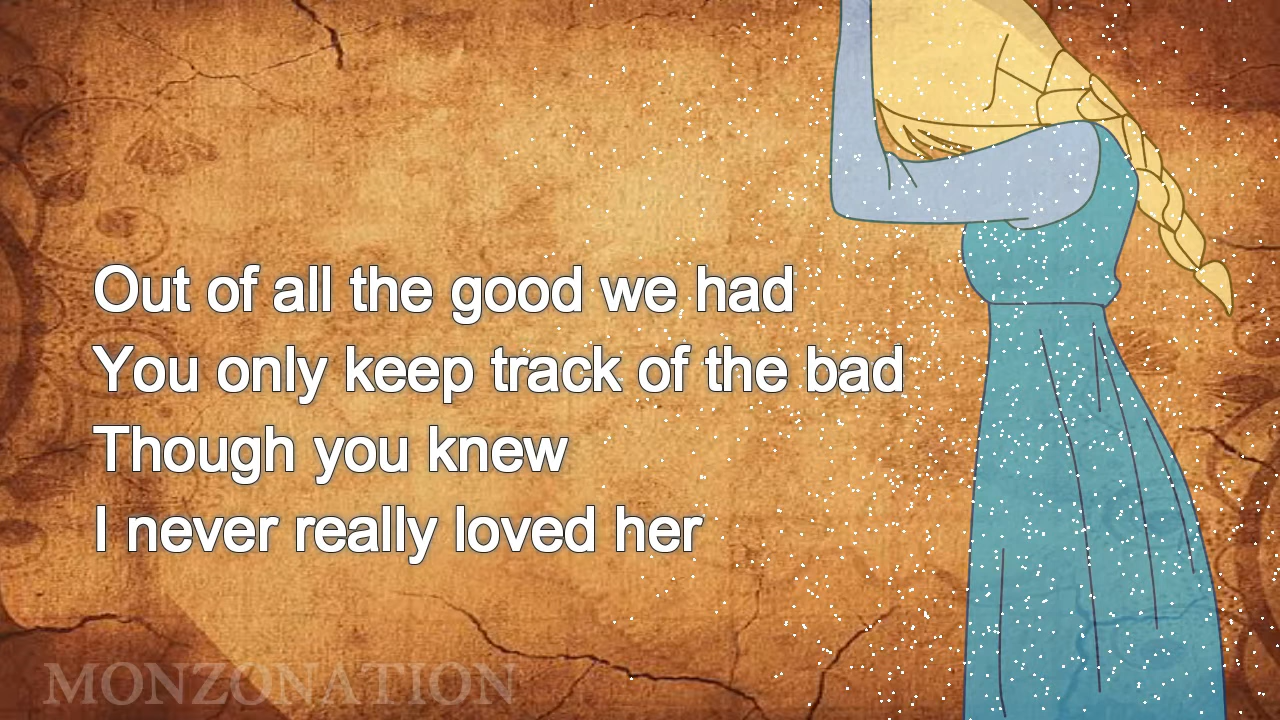 Out of all the good we had
You only keep track of the bad
Though you knew
I never really loved her
MONZONATION